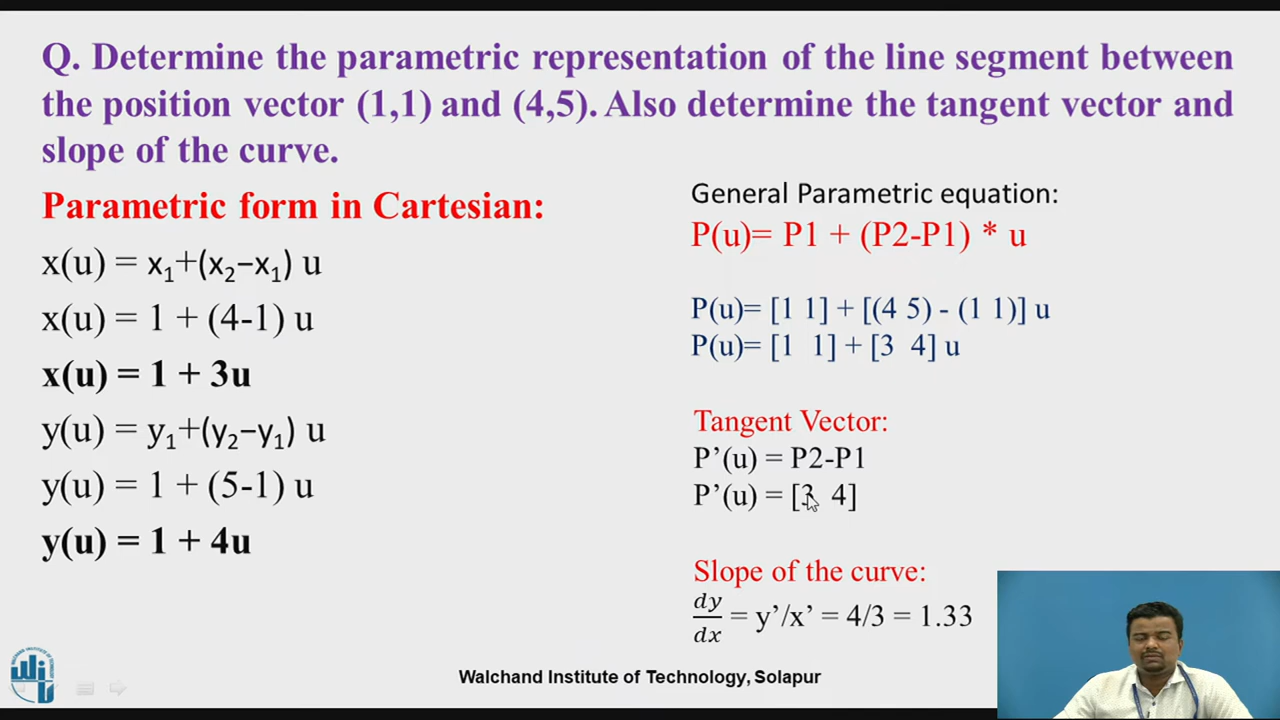 Q. Determine the parametric representation of the line segment between
the position vector (1,1) and (4,5). Also determine the tangent vector and
slope of the curve.
Parametric form in Cartesian:
x(u) = x₁+(x₂−x₁) u
x(u) = 1 + (4-1) u
x(u) = 1 + 3u
y(u) = y₁+(y₂−y₁) u
y(u) = 1 + (5-1) u
y(u) = 1 + 4u
General Parametric equation:
P(u)= P1 + (P2-P1) * u
P(u)= [1 1] + [(4 5) - (1 1)] u
P(u)= [1 1] + [3 4] u
Tangent Vector:
P’(u) = P2-P1
P’(u) = [3 4]
Slope of the curve:
dy/dx = y’/x’ = 4/3 = 1.33
Walchand Institute of Technology, Solapur